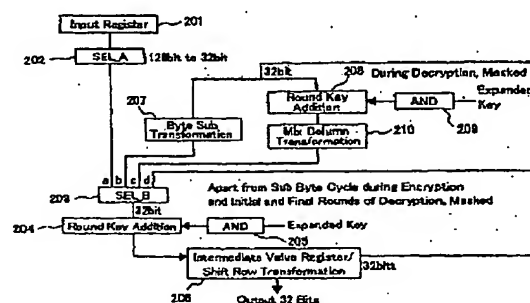 Input Register
201
202
SEL A
128bit to 32bit
32bit
208
During Decryption, Masked
207
Round Key
Addition
AND
Expanded
Key
Byte Sub
Transformation
209
Mix Column
Transformation
210
a b c d
203
SEL B
Apart from Sub Byte Cycle during Encryption
and Initial and Final Rounds of Decryption, Masked
32bit
204
Round Key Addition
AND
Expanded Key
205
Intermediate Value Register/
Shift Row Transformation
32bits
206
Output 32 Bits